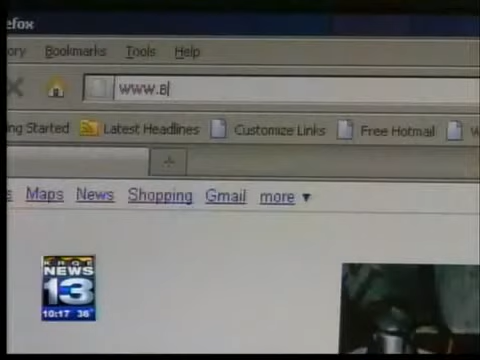 efox
ory Bookmarks Tools Help
WWW.B
ng Started Latest Headlines Customize Links Free Hotmail W
s Maps News Shopping Gmail more
KRQE
NEWS
13
10:17 36°